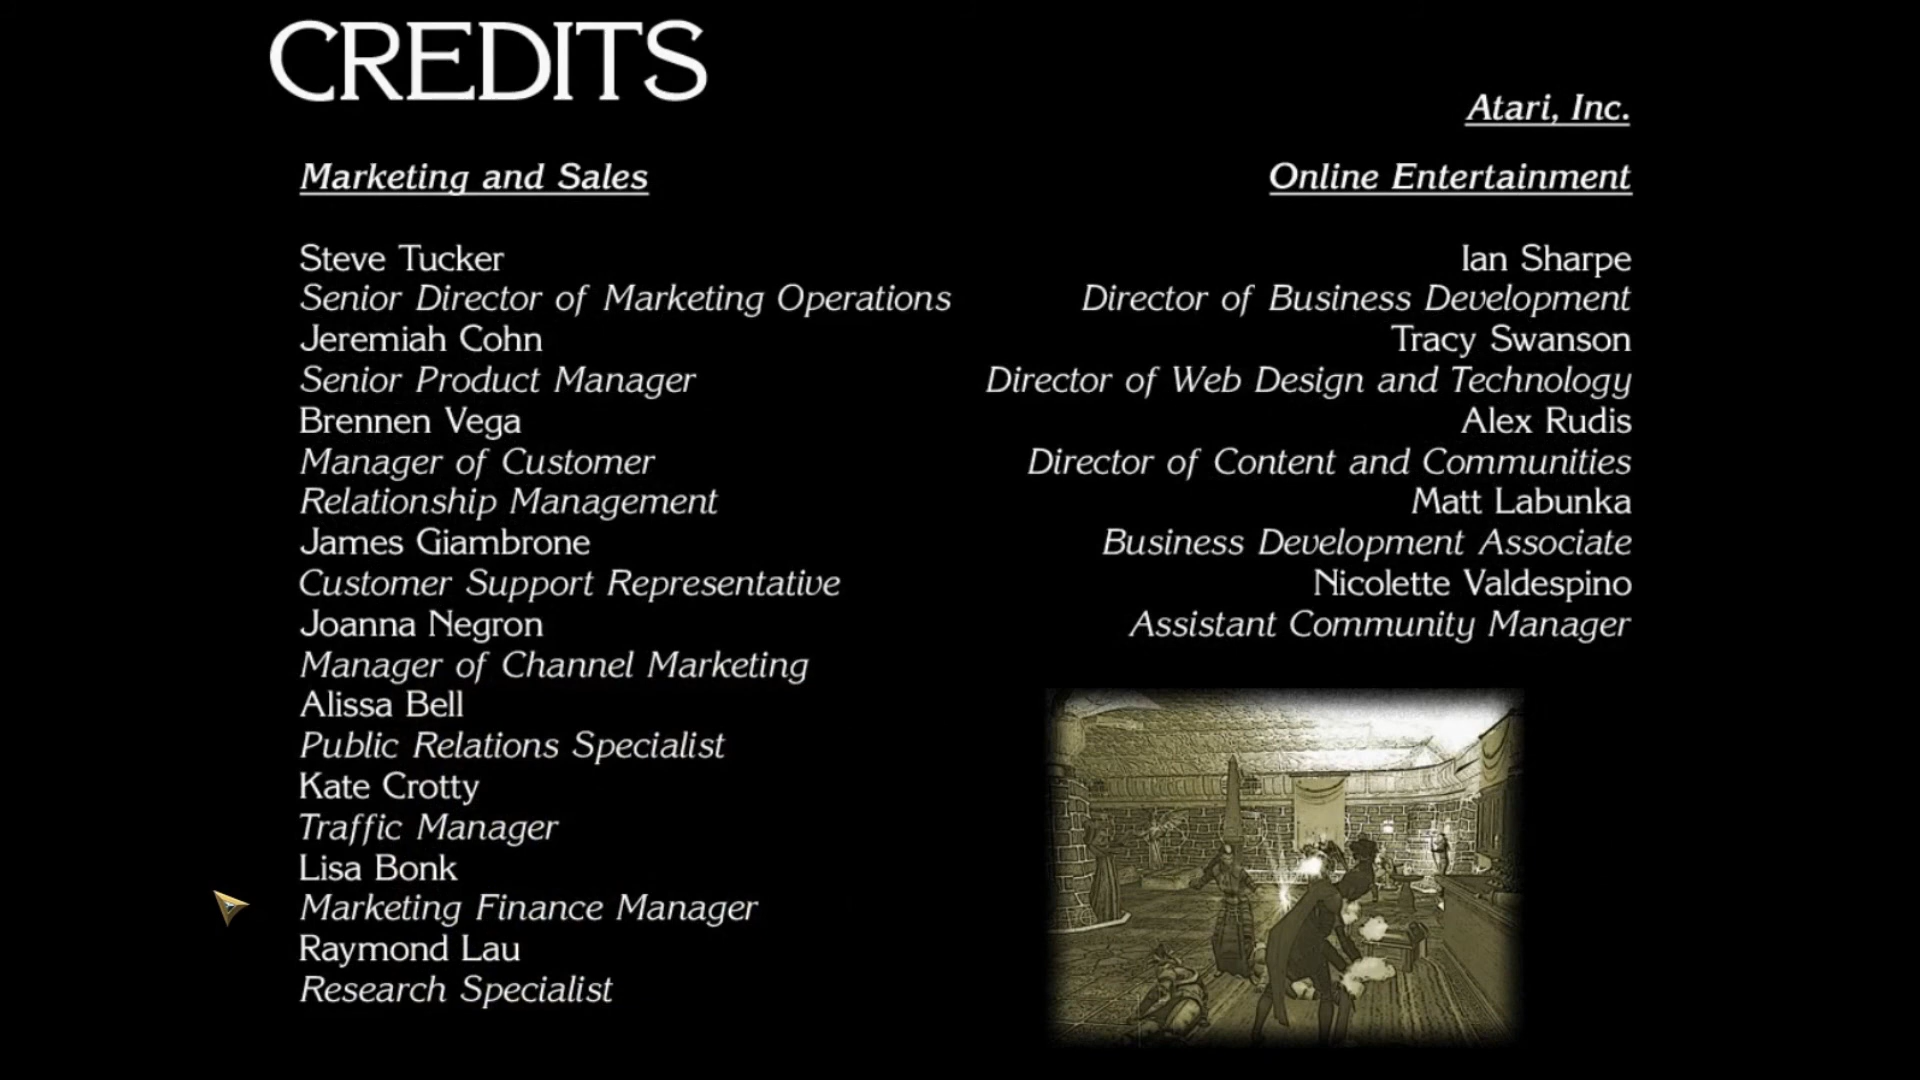 CREDITS
Atari, Inc.
Marketing and Sales
Steve Tucker
Senior Director of Marketing Operations
Jeremiah Cohn
Senior Product Manager
Brennen Vega
Manager of Customer
Relationship Management
James Giambrone
Customer Support Representative
Joanna Negron
Manager of Channel Marketing
Alissa Bell
Public Relations Specialist
Kate Crotty
Traffic Manager
Lisa Bonk
Marketing Finance Manager
Raymond Lau
Research Specialist
Online Entertainment
Ian Sharpe
Director of Business Development
Tracy Swanson
Director of Web Design and Technology
Alex Rudis
Director of Content and Communities
Matt Labunka
Business Development Associate
Nicolette Valdespino
Assistant Community Manager